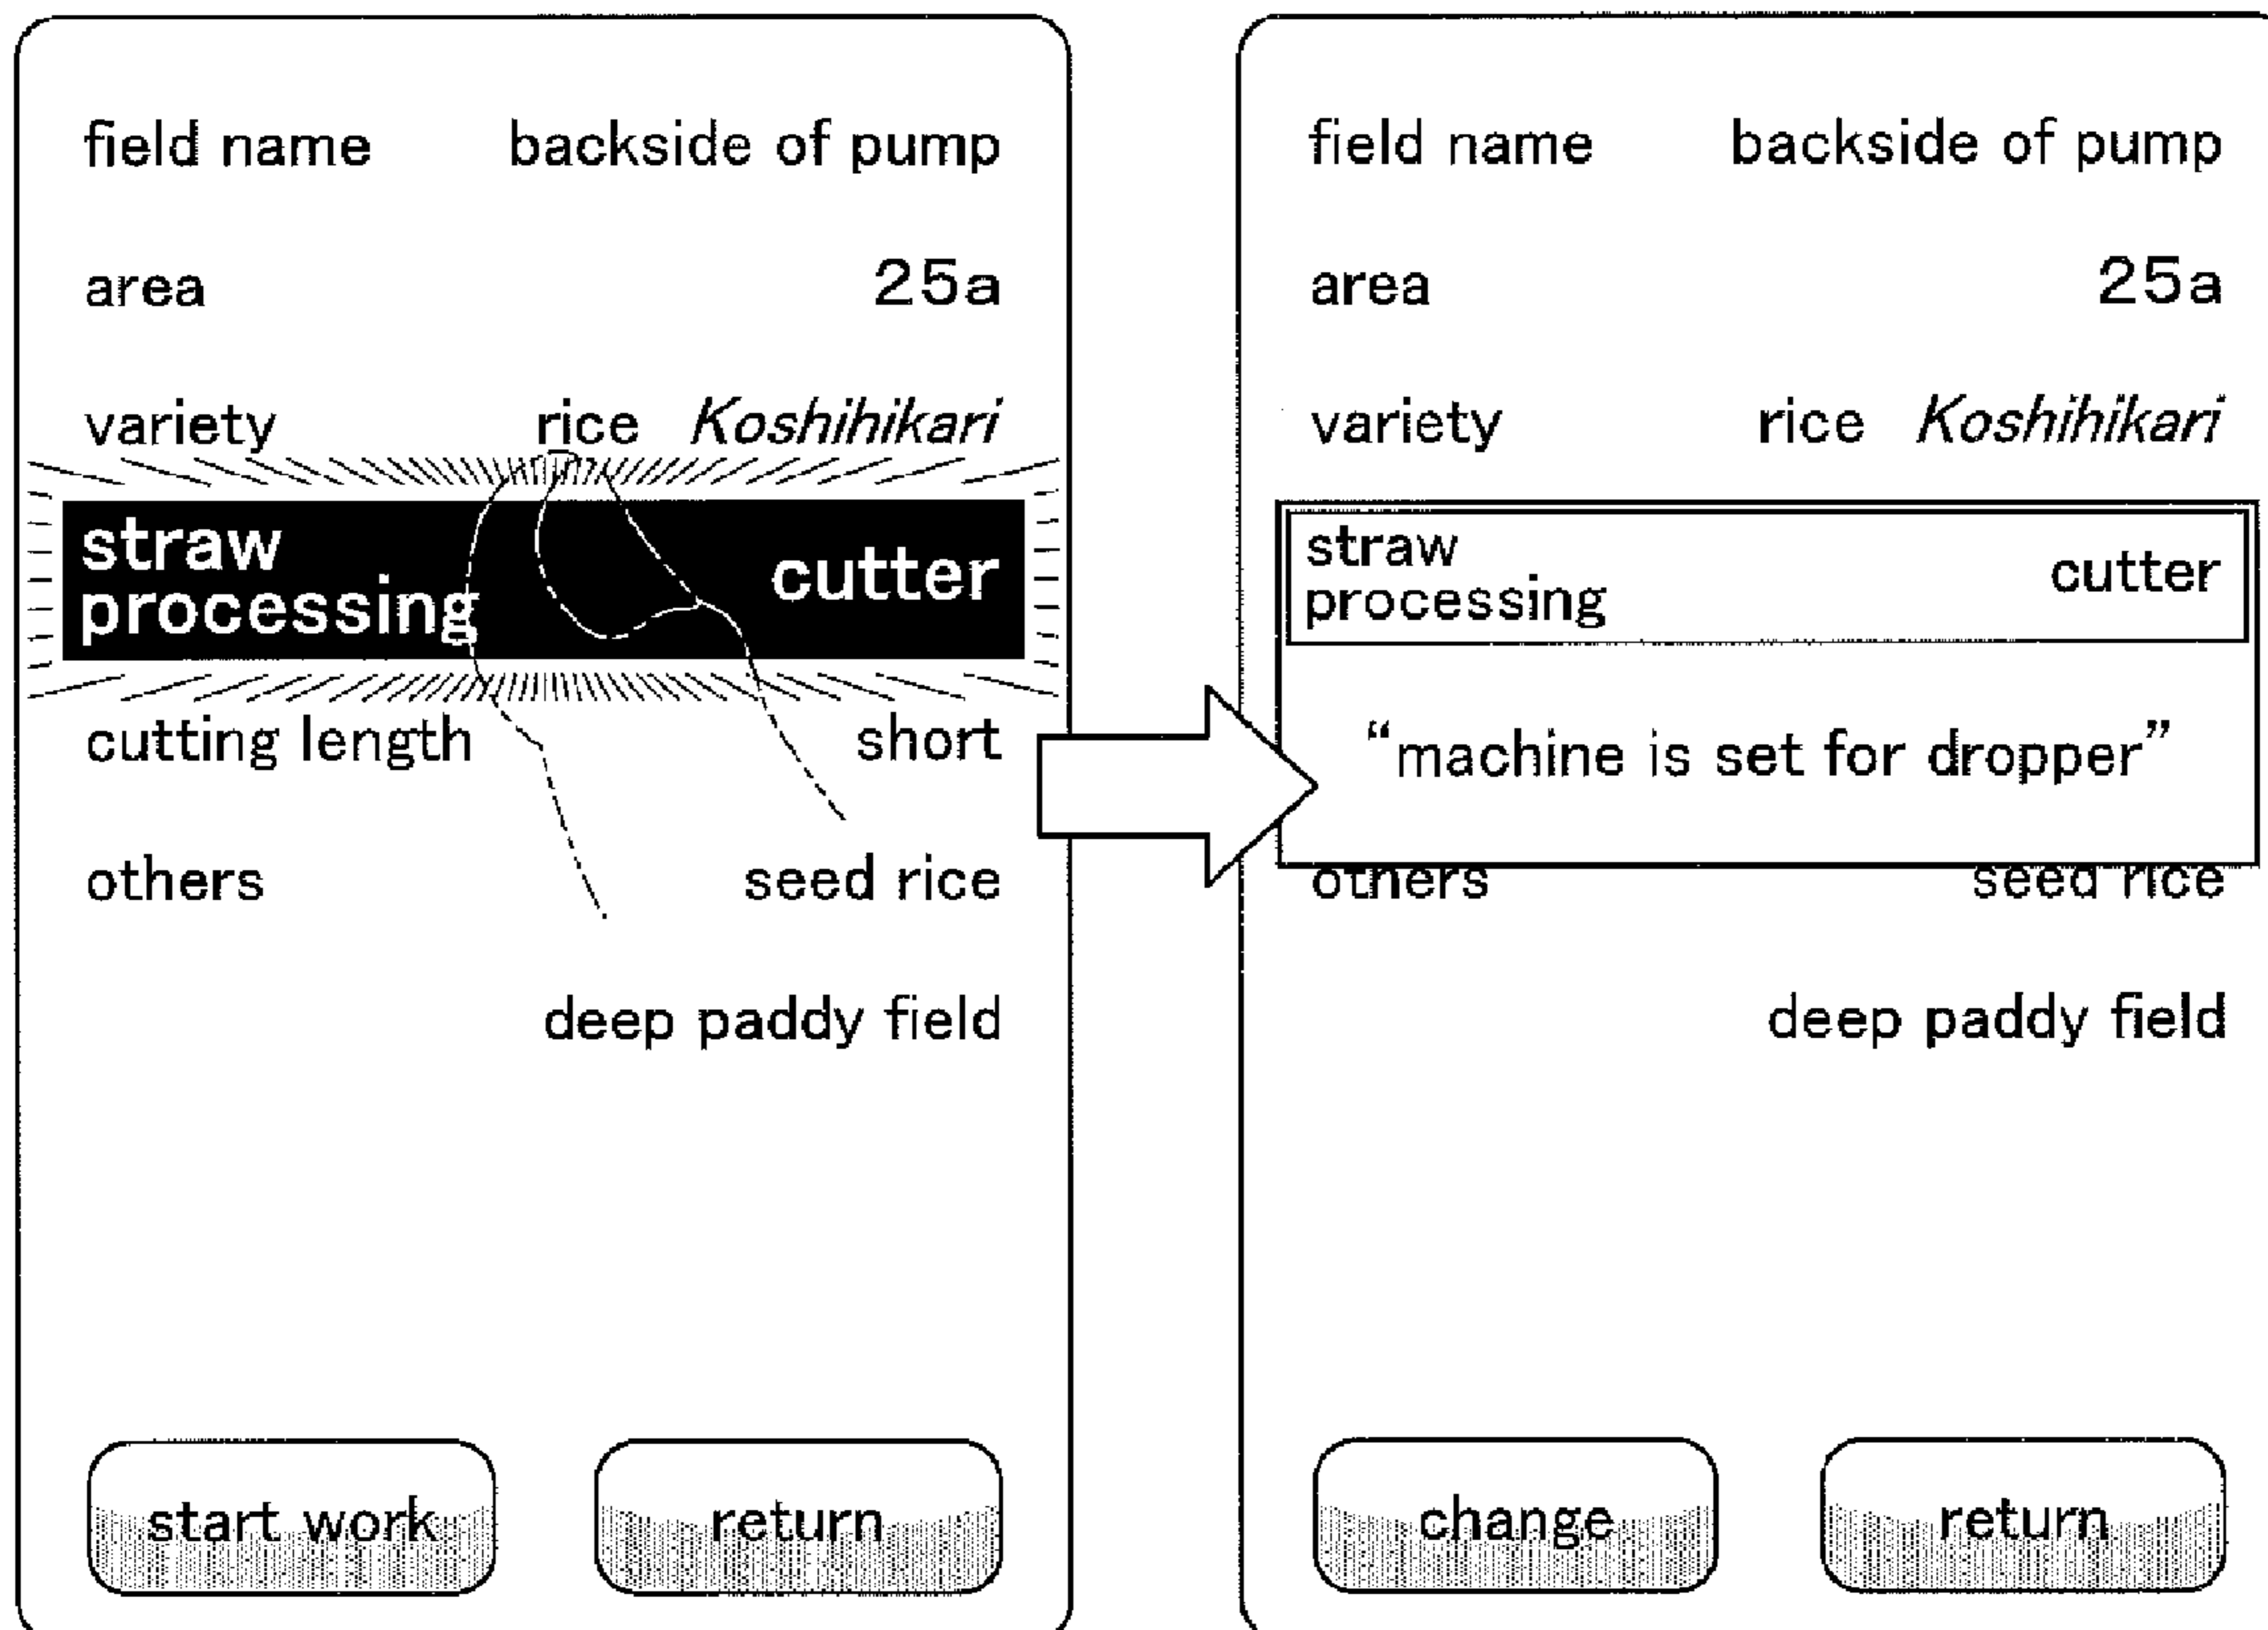 field name backside of pump
area 25a
variety rice Koshihikari
straw
processing cutter
cutting length short
others seed rice
deep paddy field
start work return
field name backside of pump
area 25a
variety rice Koshihikari
straw
processing cutter
“machine is set for dropper”
others seed rice
deep paddy field
change return